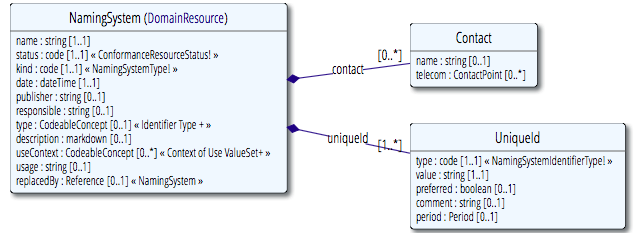 NamingSystem (DomainResource)
name : string [1..1]
status : code [1..1] « ConformanceResourceStatus! »
kind : code [1..1] « NamingSystemType! »
date : dateTime [1..1]
publisher : string [0..1]
responsible : string [0..1]
type : CodeableConcept [0..1] « Identifier Type + »
description : markdown [0..1]
useContext : CodeableConcept [0..*] « Context of Use ValueSet+ »
usage : string [0..1]
replacedBy : Reference [0..1] « NamingSystem »
contact
[0..*]
Contact
name : string [0..1]
telecom : ContactPoint [0..*]
uniqueId
[1..*]
UniqueId
type : code [1..1] « NamingSystemIdentifierType! »
value : string [1..1]
preferred : boolean [0..1]
comment : string [0..1]
period : Period [0..1]